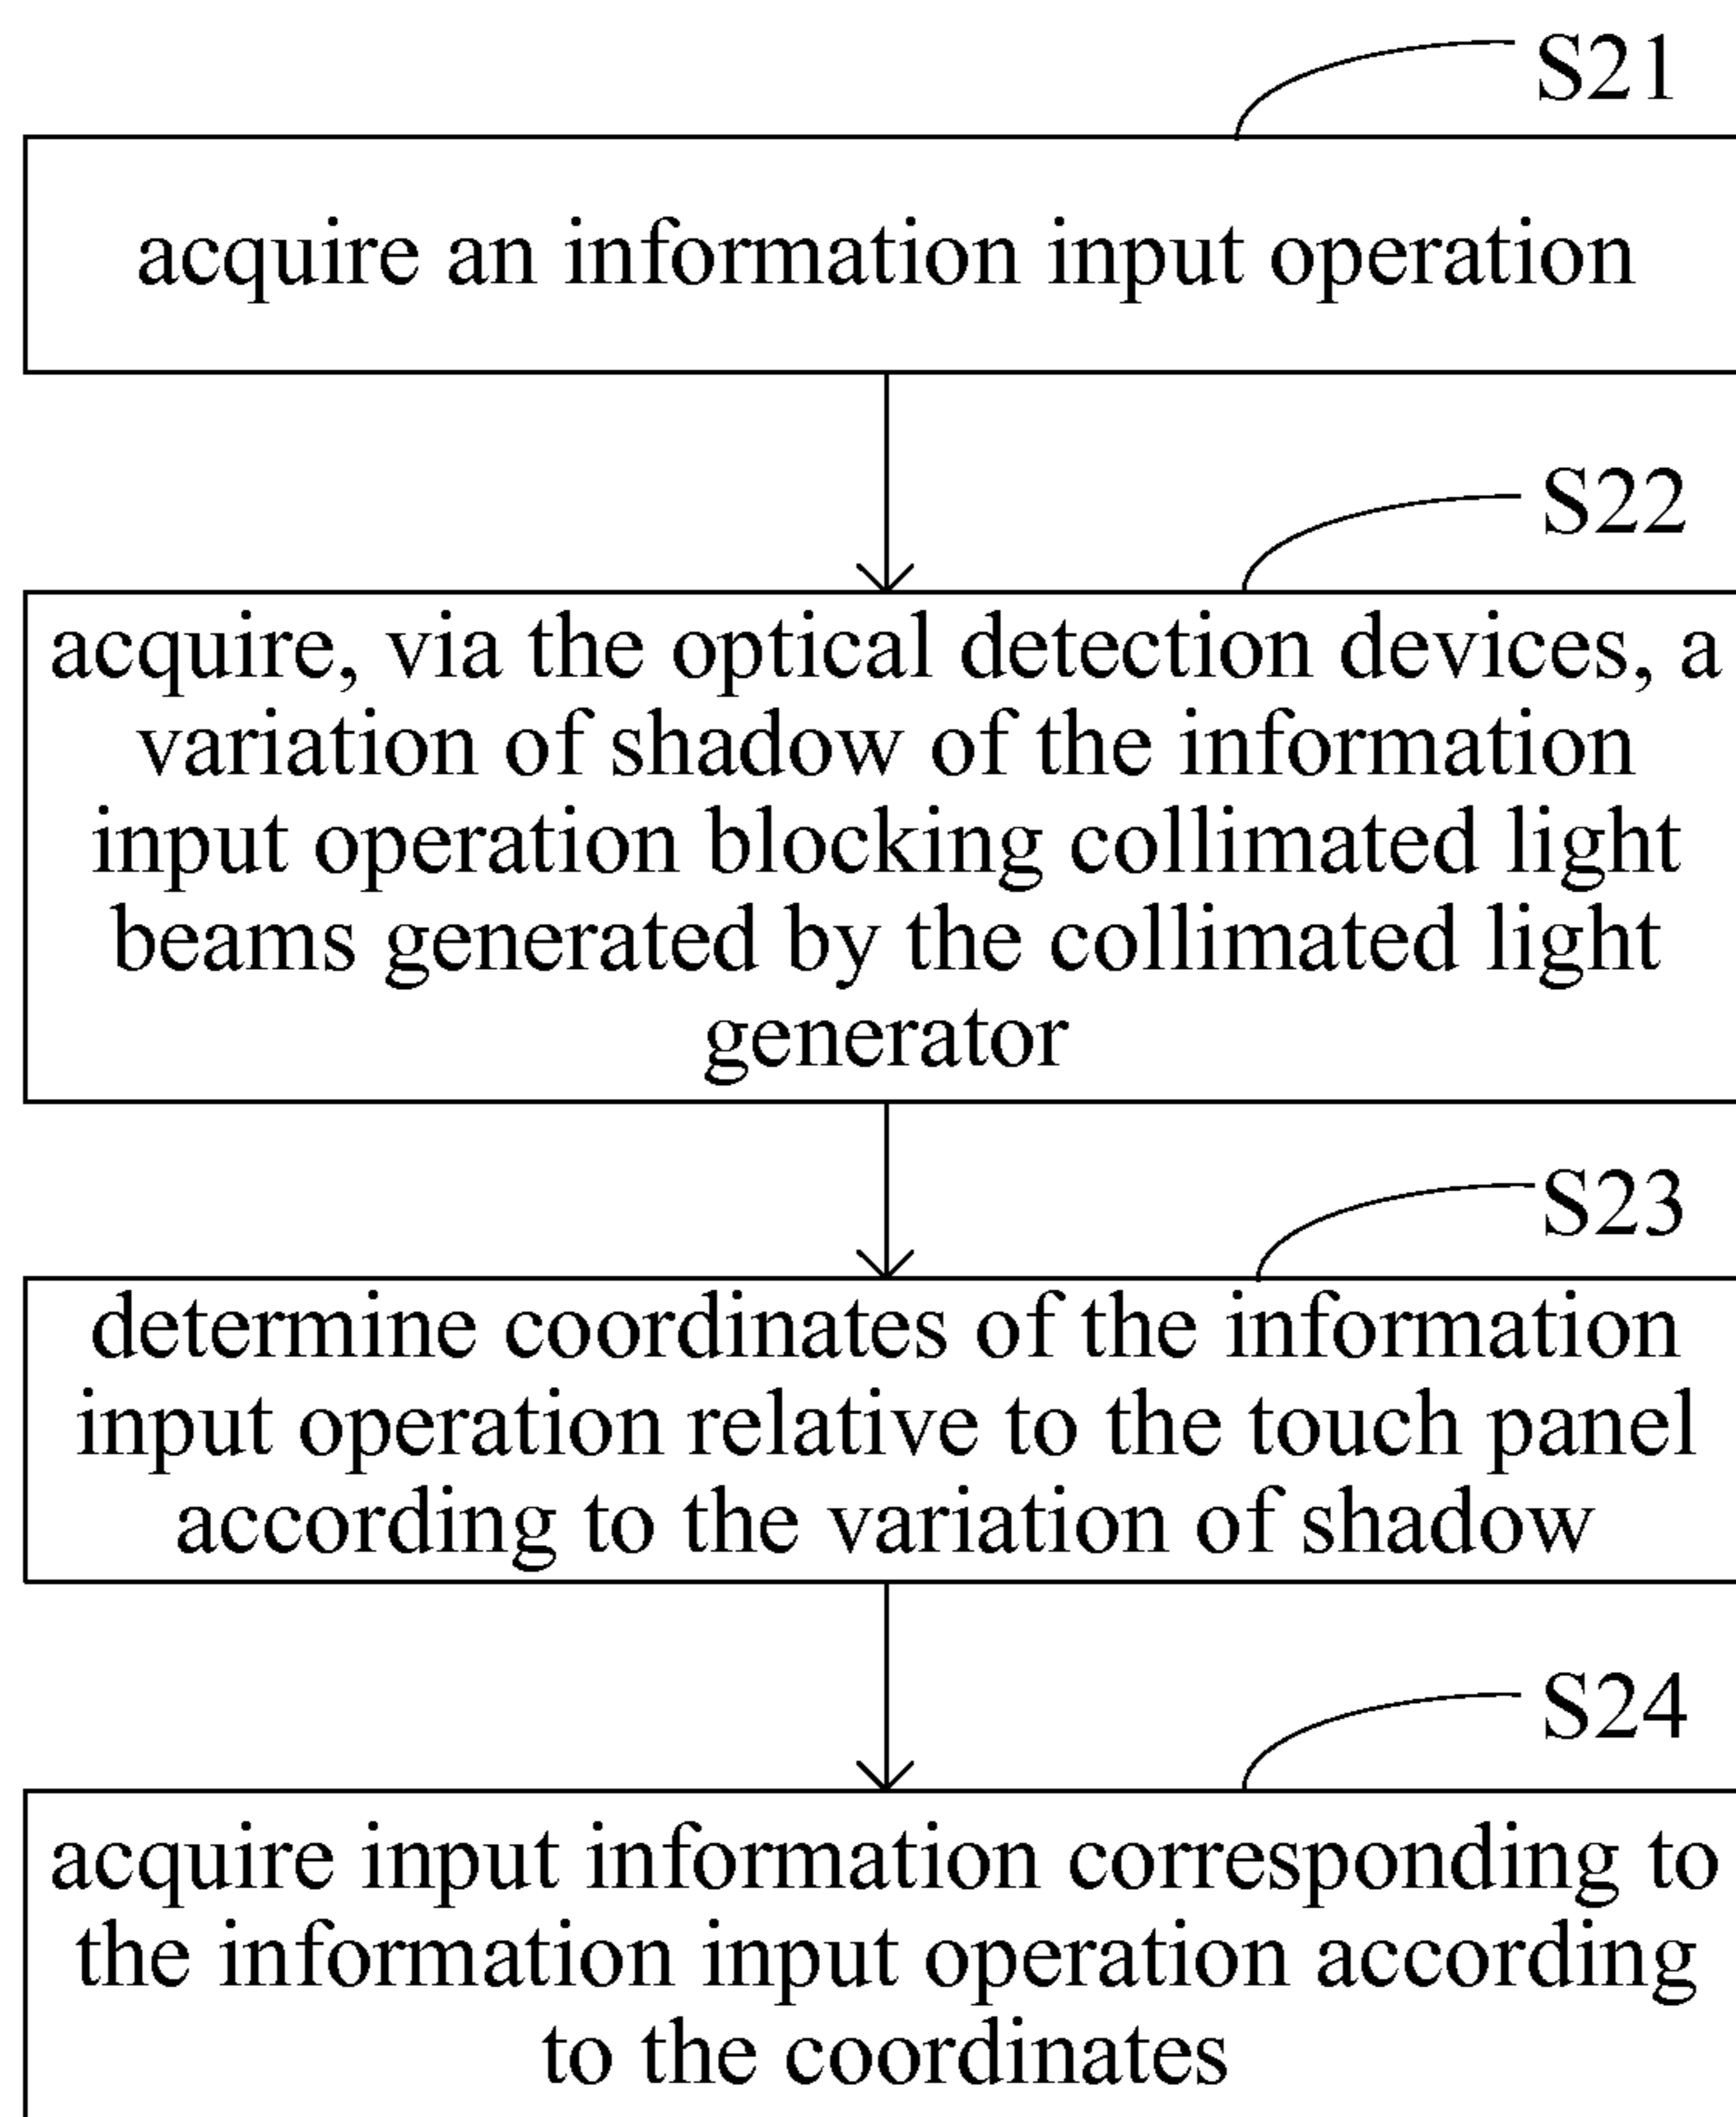 S21
acquire an information input operation
S22
acquire, via the optical detection devices, a
variation of shadow of the information
input operation blocking collimated light
beams generated by the collimated light
generator
S23
determine coordinates of the information
input operation relative to the touch panel
according to the variation of shadow
S24
acquire input information corresponding to
the information input operation according
to the coordinates